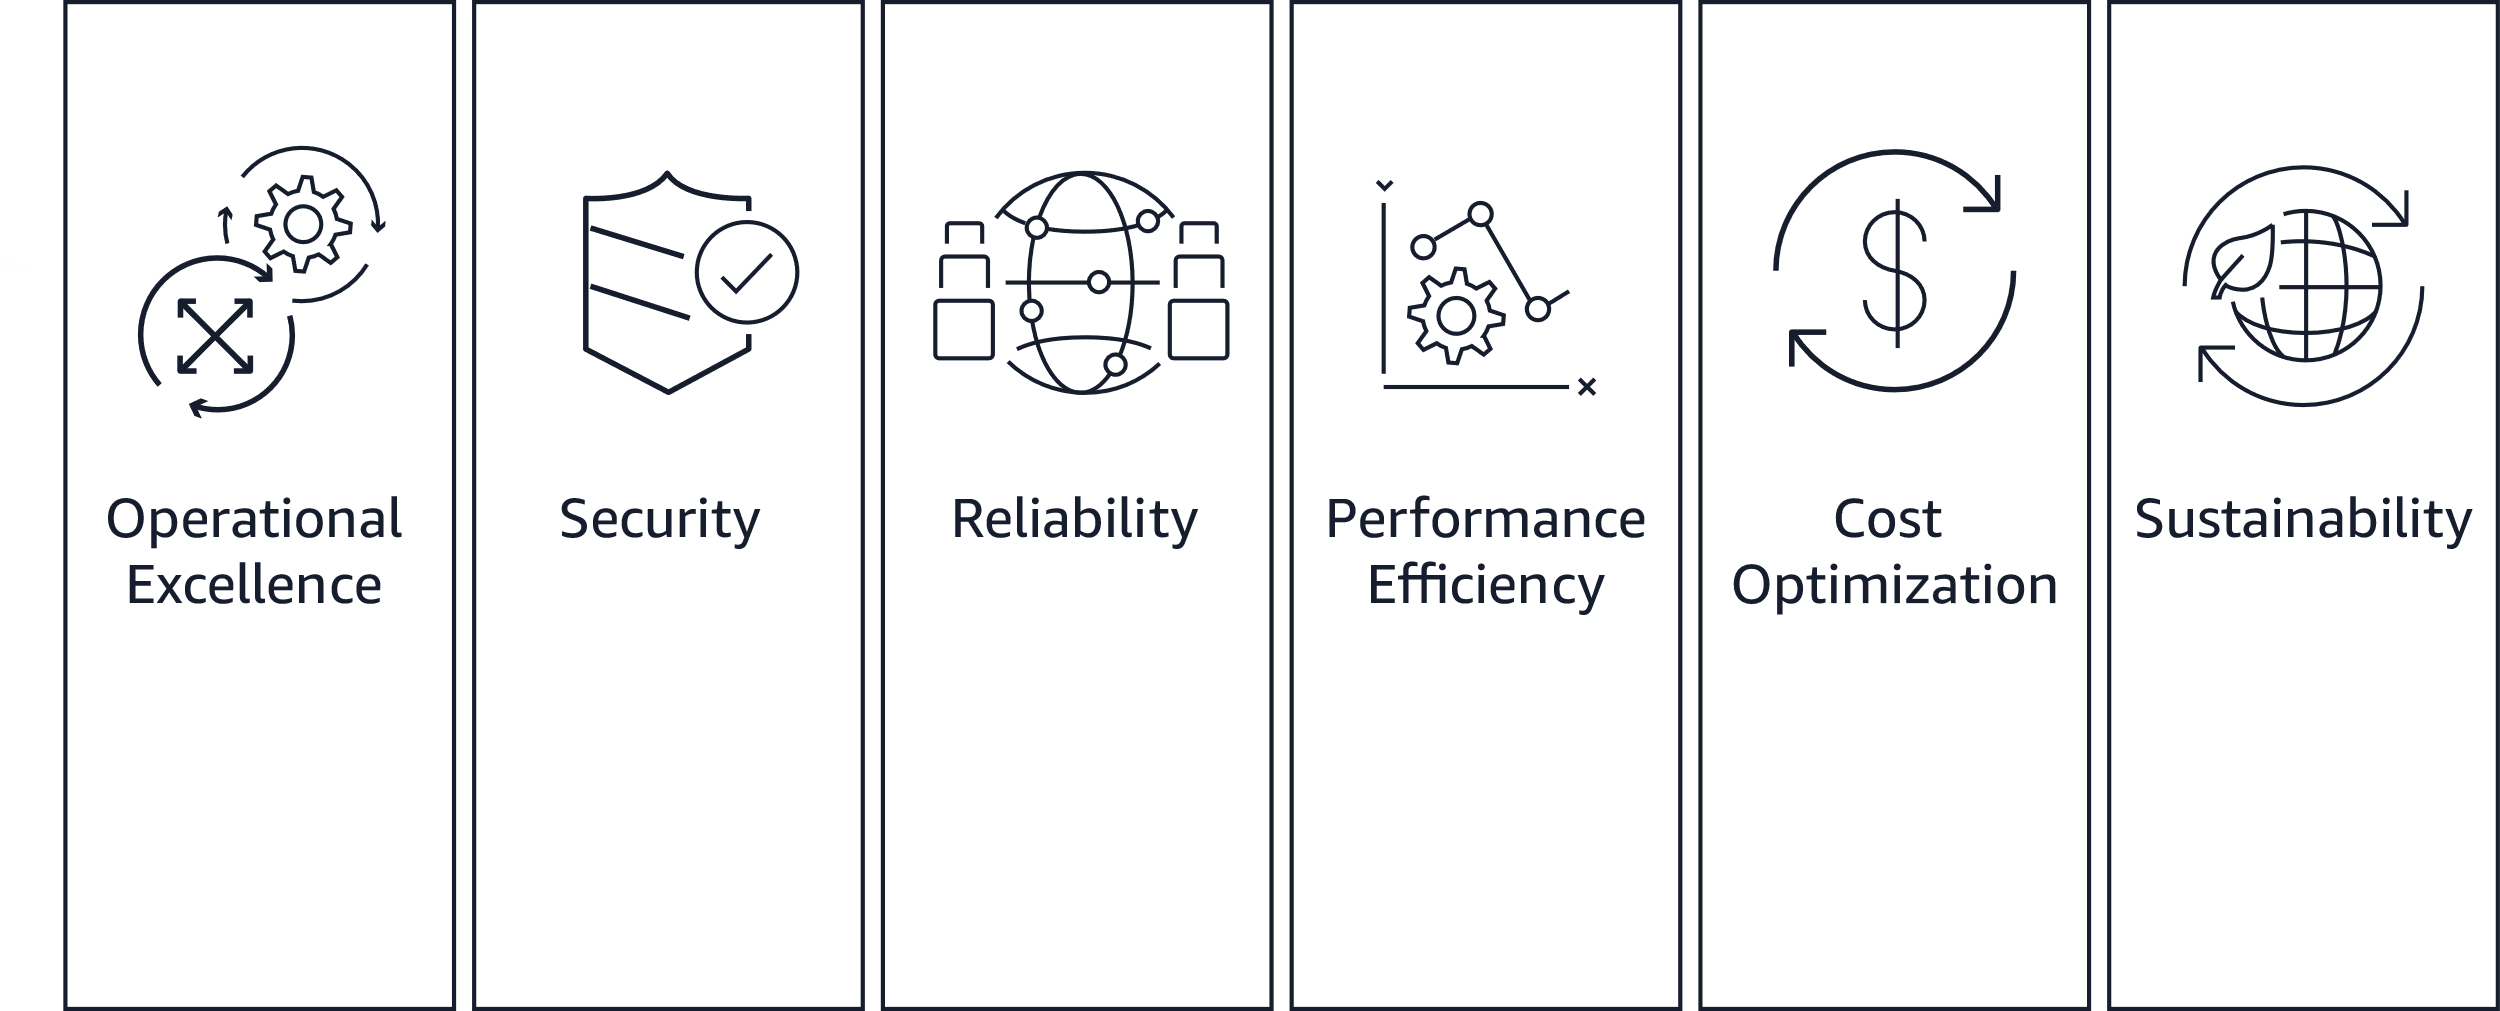 Operational
Excellence
Security
Reliability
Performance
Efficiency
Cost
Optimization
Sustainability